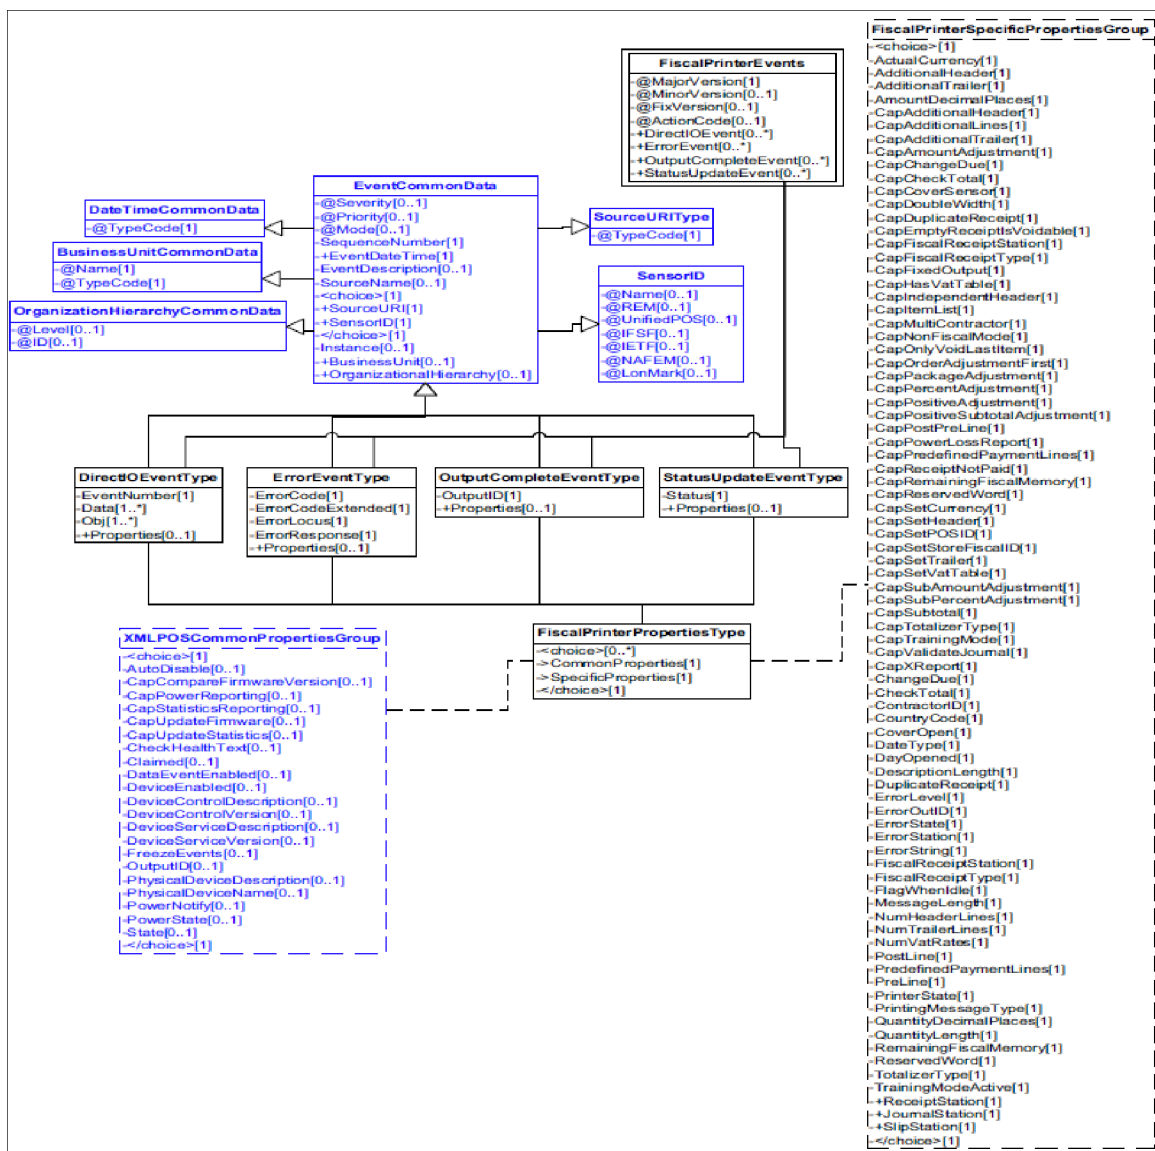 FiscalPrinterSpecificPropertiesGroup
-<choice>[1]
-ActualCurrency[1]
-AdditionalHeader[1]
-AdditionalTrailer[1]
-AmountDecimalPlaces[1]
-CapAdditionalHeader[1]
-CapAdditionalLines[1]
-CapAdditionalTrailer[1]
-CapAmountAdjustment[1]
-CapChangeDue[1]
-CapCheckTotal[1]
-CapCoverSensor[1]
-CapDoubleWidth[1]
-CapDuplicateReceipt[1]
-CapEmptyReceiptIsVoidable[1]
-CapFiscalReceiptStation[1]
-CapFiscalReceiptType[1]
-CapFixedOutput[1]
-CapHasVatTable[1]
-CapIndependentHeader[1]
-CapItemList[1]
-CapMultiContractor[1]
-CapNonFiscalMode[1]
-CapOnlyVoidLastItem[1]
-CapOrderAdjustmentFirst[1]
-CapPackageAdjustment[1]
-CapPercentAdjustment[1]
-CapPositiveAdjustment[1]
-CapPositiveSubtotalAdjustment[1]
-CapPostPreLine[1]
-CapPowerLossReport[1]
-CapPredefinedPaymentLines[1]
-CapReceiptNotPaid[1]
-CapRemainingFiscalMemory[1]
-CapReservedWord[1]
-CapSetCurrency[1]
-CapSetHeader[1]
-CapSetPOSID[1]
-CapSetStoreFiscalID[1]
-CapSetTrailer[1]
-CapSetVatTable[1]
-CapSubAmountAdjustment[1]
-CapSubPercentAdjustment[1]
-CapSubtotal[1]
-CapTotalizerType[1]
-CapTrainingMode[1]
-CapValidateJournal[1]
-CapXReport[1]
-ChangeDue[1]
-CheckTotal[1]
-ContractorID[1]
-CountryCode[1]
-CoverOpen[1]
-DateType[1]
-DayOpened[1]
-DescriptionLength[1]
-DuplicateReceipt[1]
-ErrorLevel[1]
-ErrorOutID[1]
-ErrorState[1]
-ErrorStation[1]
-ErrorString[1]
-FiscalReceiptStation[1]
-FiscalReceiptType[1]
-FlagWhenIdle[1]
-MessageLength[1]
-NumHeaderLines[1]
-NumTrailerLines[1]
-NumVatRates[1]
-PostLine[1]
-PredefinedPaymentLines[1]
-PreLine[1]
-PrinterState[1]
-PrintingMessageType[1]
-QuantityDecimalPlaces[1]
-QuantityLength[1]
-RemainingFiscalMemory[1]
-ReservedWord[1]
-TotalizerType[1]
-TrainingModeActive[1]
-+ReceiptStation[1]
-+JournalStation[1]
-+SlipStation[1]
-</choice>[1]
FiscalPrinterEvents
-@MajorVersion[1]
-@MinorVersion[0..1]
-@FixVersion[0..1]
-@ActionCode[0..1]
-+DirectIOEvent[0..*]
-+ErrorEvent[0..*]
-+OutputCompleteEvent[0..*]
-+StatusUpdateEvent[0..*]
EventCommonData
-@Severity[0..1]
-@Priority[0..1]
-@Mode[0..1]
-SequenceNumber[1]
-+EventDateTime[1]
-EventDescription[0..1]
-SourceName[0..1]
-<choice>[1]
-+SourceURI[1]
-+SensorID[1]
-</choice>[1]
-Instance[0..1]
-+BusinessUnit[0..1]
-+OrganizationalHierarchy[0..1]
DateTimeCommonData
-@TypeCode[1]
BusinessUnitCommonData
-@Name[1]
-@TypeCode[1]
OrganizationHierarchyCommonData
-@Level[0..1]
-@ID[0..1]
SourceURIType
-@TypeCode[1]
SensorID
-@Name[0..1]
-@REM[0..1]
-@UnifiedPOS[0..1]
-@IFSF[0..1]
-@IETF[0..1]
-@NAFEM[0..1]
-@LonMark[0..1]
DirectIOEventType
-EventNumber[1]
-Data[1..*]
-Obj[1..*]
-+Properties[0..1]
ErrorEventType
-ErrorCode[1]
-ErrorCodeExtended[1]
-ErrorLocus[1]
-ErrorResponse[1]
-+Properties[0..1]
OutputCompleteEventType
-OutputID[1]
-+Properties[0..1]
StatusUpdateEventType
-Status[1]
-+Properties[0..1]
FiscalPrinterPropertiesType
-<choice>[0..*]
->CommonProperties[1]
->SpecificProperties[1]
-</choice>[1]
XMLPOSCommonPropertiesGroup
-<choice>[1]
-AutoDisable[0..1]
-CapCompareFirmwareVersion[0..1]
-CapPowerReporting[0..1]
-CapStatisticsReporting[0..1]
-CapUpdateFirmware[0..1]
-CapUpdateStatistics[0..1]
-CheckHealthText[0..1]
-Claimed[0..1]
-DataEventEnabled[0..1]
-DeviceEnabled[0..1]
-DeviceControlDescription[0..1]
-DeviceControlVersion[0..1]
-DeviceServiceDescription[0..1]
-DeviceServiceVersion[0..1]
-FreezeEvents[0..1]
-OutputID[0..1]
-PhysicalDeviceDescription[0..1]
-PhysicalDeviceName[0..1]
-PowerNotify[0..1]
-PowerState[0..1]
-State[0..1]
-</choice>[1]